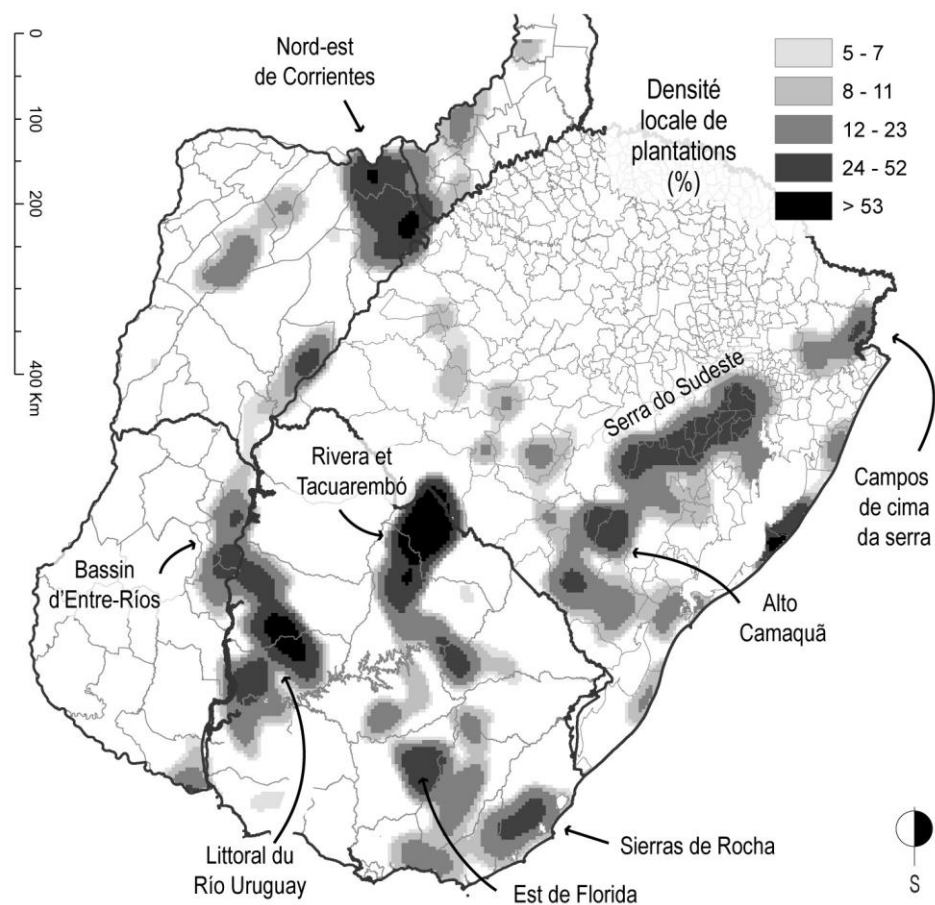 0
100
200
400 Km
Nord-est
de Corrientes
Densité
locale de
plantations
(%)
5 - 7
8 - 11
12 - 23
24 - 52
> 53
Serra do Sudeste
Rivera et
Tacuarembó
Campos
de cima
da serra
Bassin
d'Entre-Ríos
Alto
Camaquã
Littoral du
Río Uruguay
Est de Florida
Sierras de Rocha
S